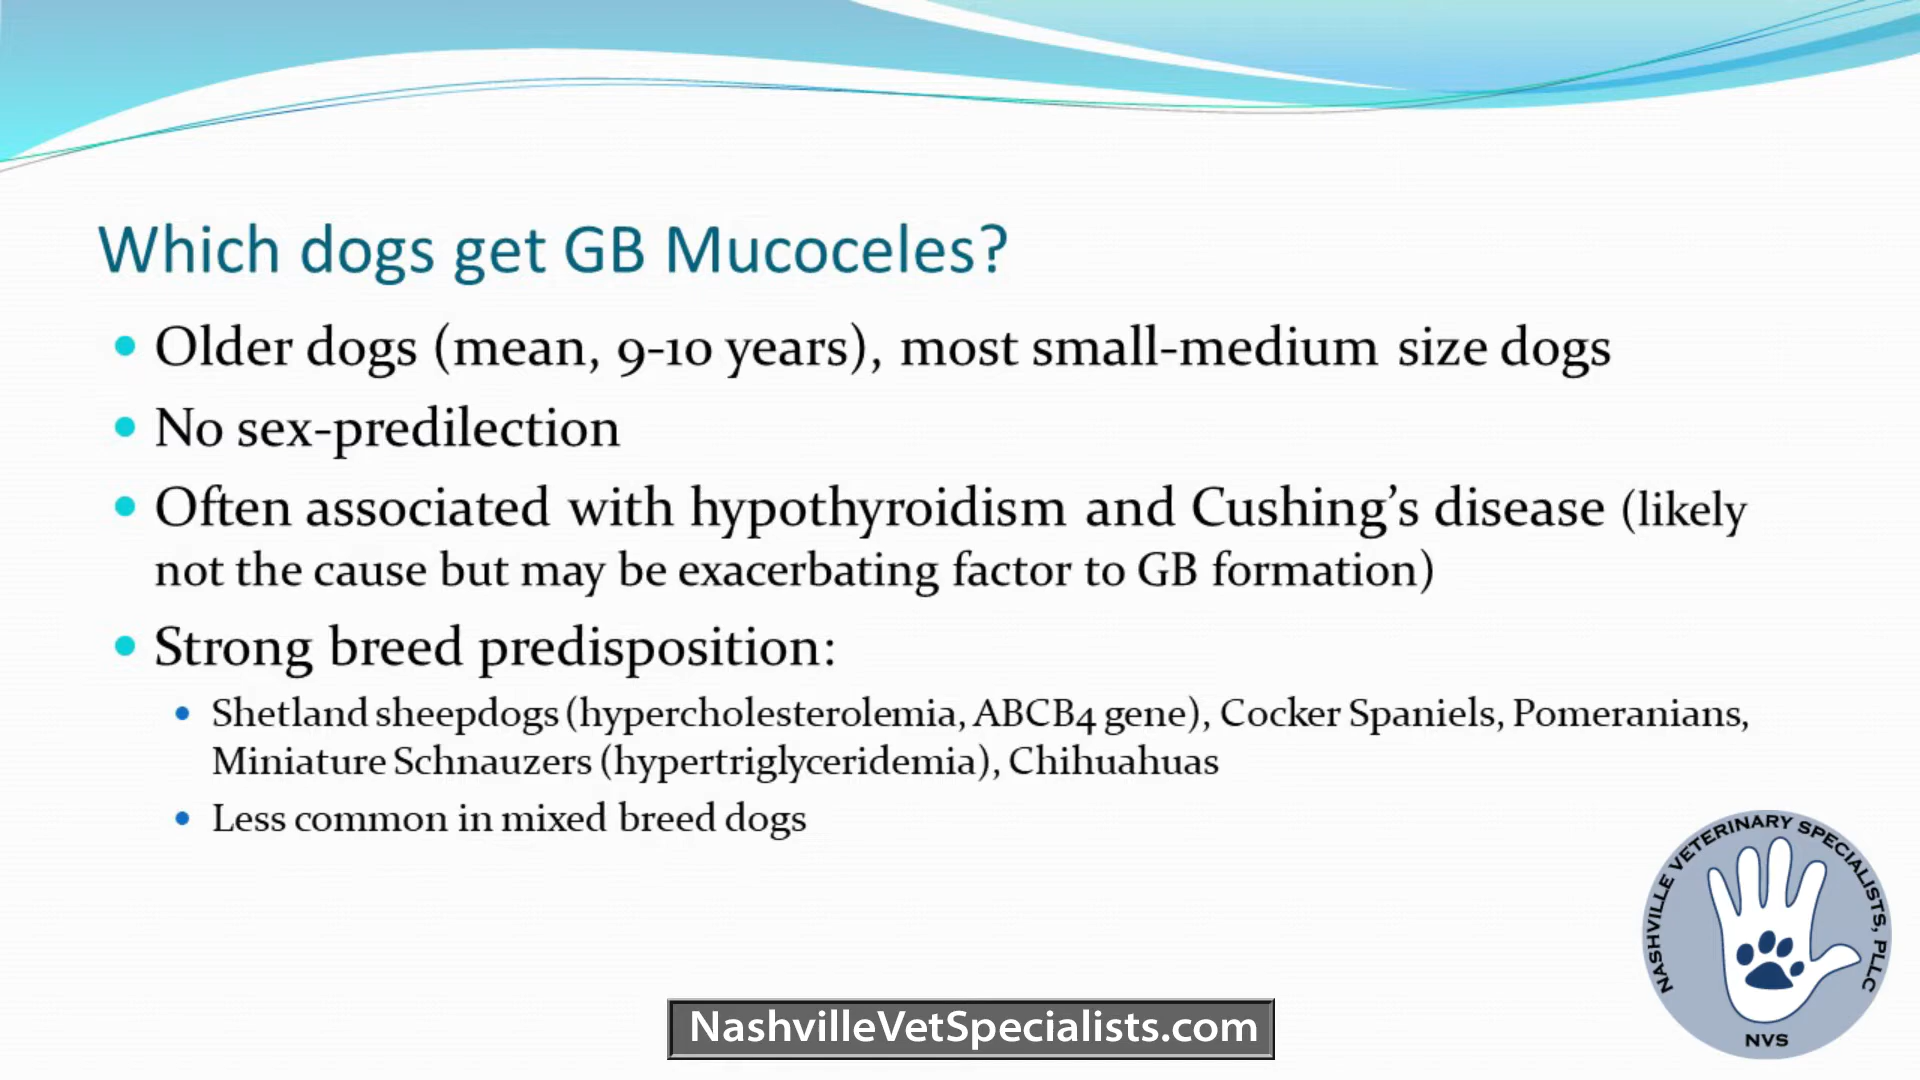 Which dogs get GB Mucoceles?
• Older dogs (mean, 9-10 years), most small-medium size dogs
• No sex-predilection
• Often associated with hypothyroidism and Cushing’s disease (likely
not the cause but may be exacerbating factor to GB formation)
• Strong breed predisposition:
• Shetland sheepdogs (hypercholesterolemia, ABCB4 gene), Cocker Spaniels, Pomeranians,
Miniature Schnauzers (hypertriglyceridemia), Chihuahuas
• Less common in mixed breed dogs
NASHVILLE VETERINARY SPECIALISTS, PLLC
NVS
NashvilleVetSpecialists.com